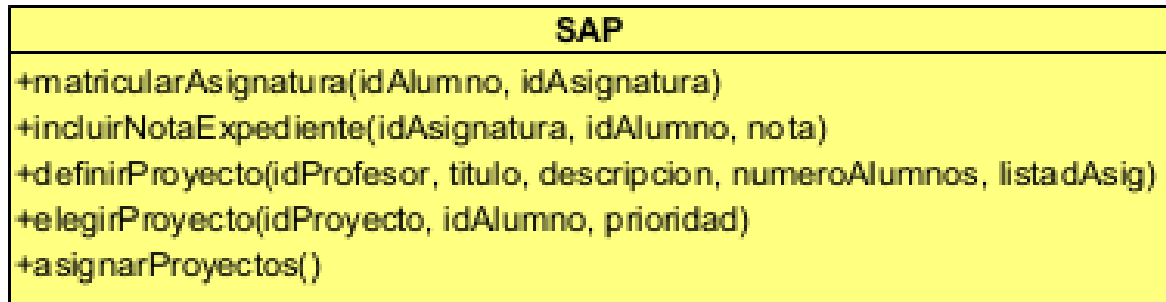 SAP
+matricularAsignatura(idAlumno, idAsignatura)
+incluirNotaExpediente(idAsignatura, idAlumno, nota)
+definirProyecto(idProfesor, titulo, descripcion, numeroAlumnos, listadAsig)
+elegirProyecto(idProyecto, idAlumno, prioridad)
+asignarProyectos()